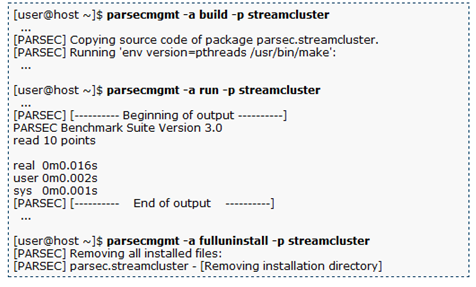 [user@host ~]$ parsecmgmt -a build -p streamcluster
...
[PARSEC] Copying source code of package parsec.streamcluster.
[PARSEC] Running 'env version=pthreads /usr/bin/make':
...
[user@host ~]$ parsecmgmt -a run -p streamcluster
...
[PARSEC] [---------- Beginning of output ----------]
PARSEC Benchmark Suite Version 3.0
read 10 points
real 0m0.016s
user 0m0.002s
sys 0m0.001s
[PARSEC] [---------- End of output ----------]
...
[user@host ~]$ parsecmgmt -a fulluninstall -p streamcluster
[PARSEC] Removing all installed files:
[PARSEC] parsec.streamcluster - [Removing installation directory]